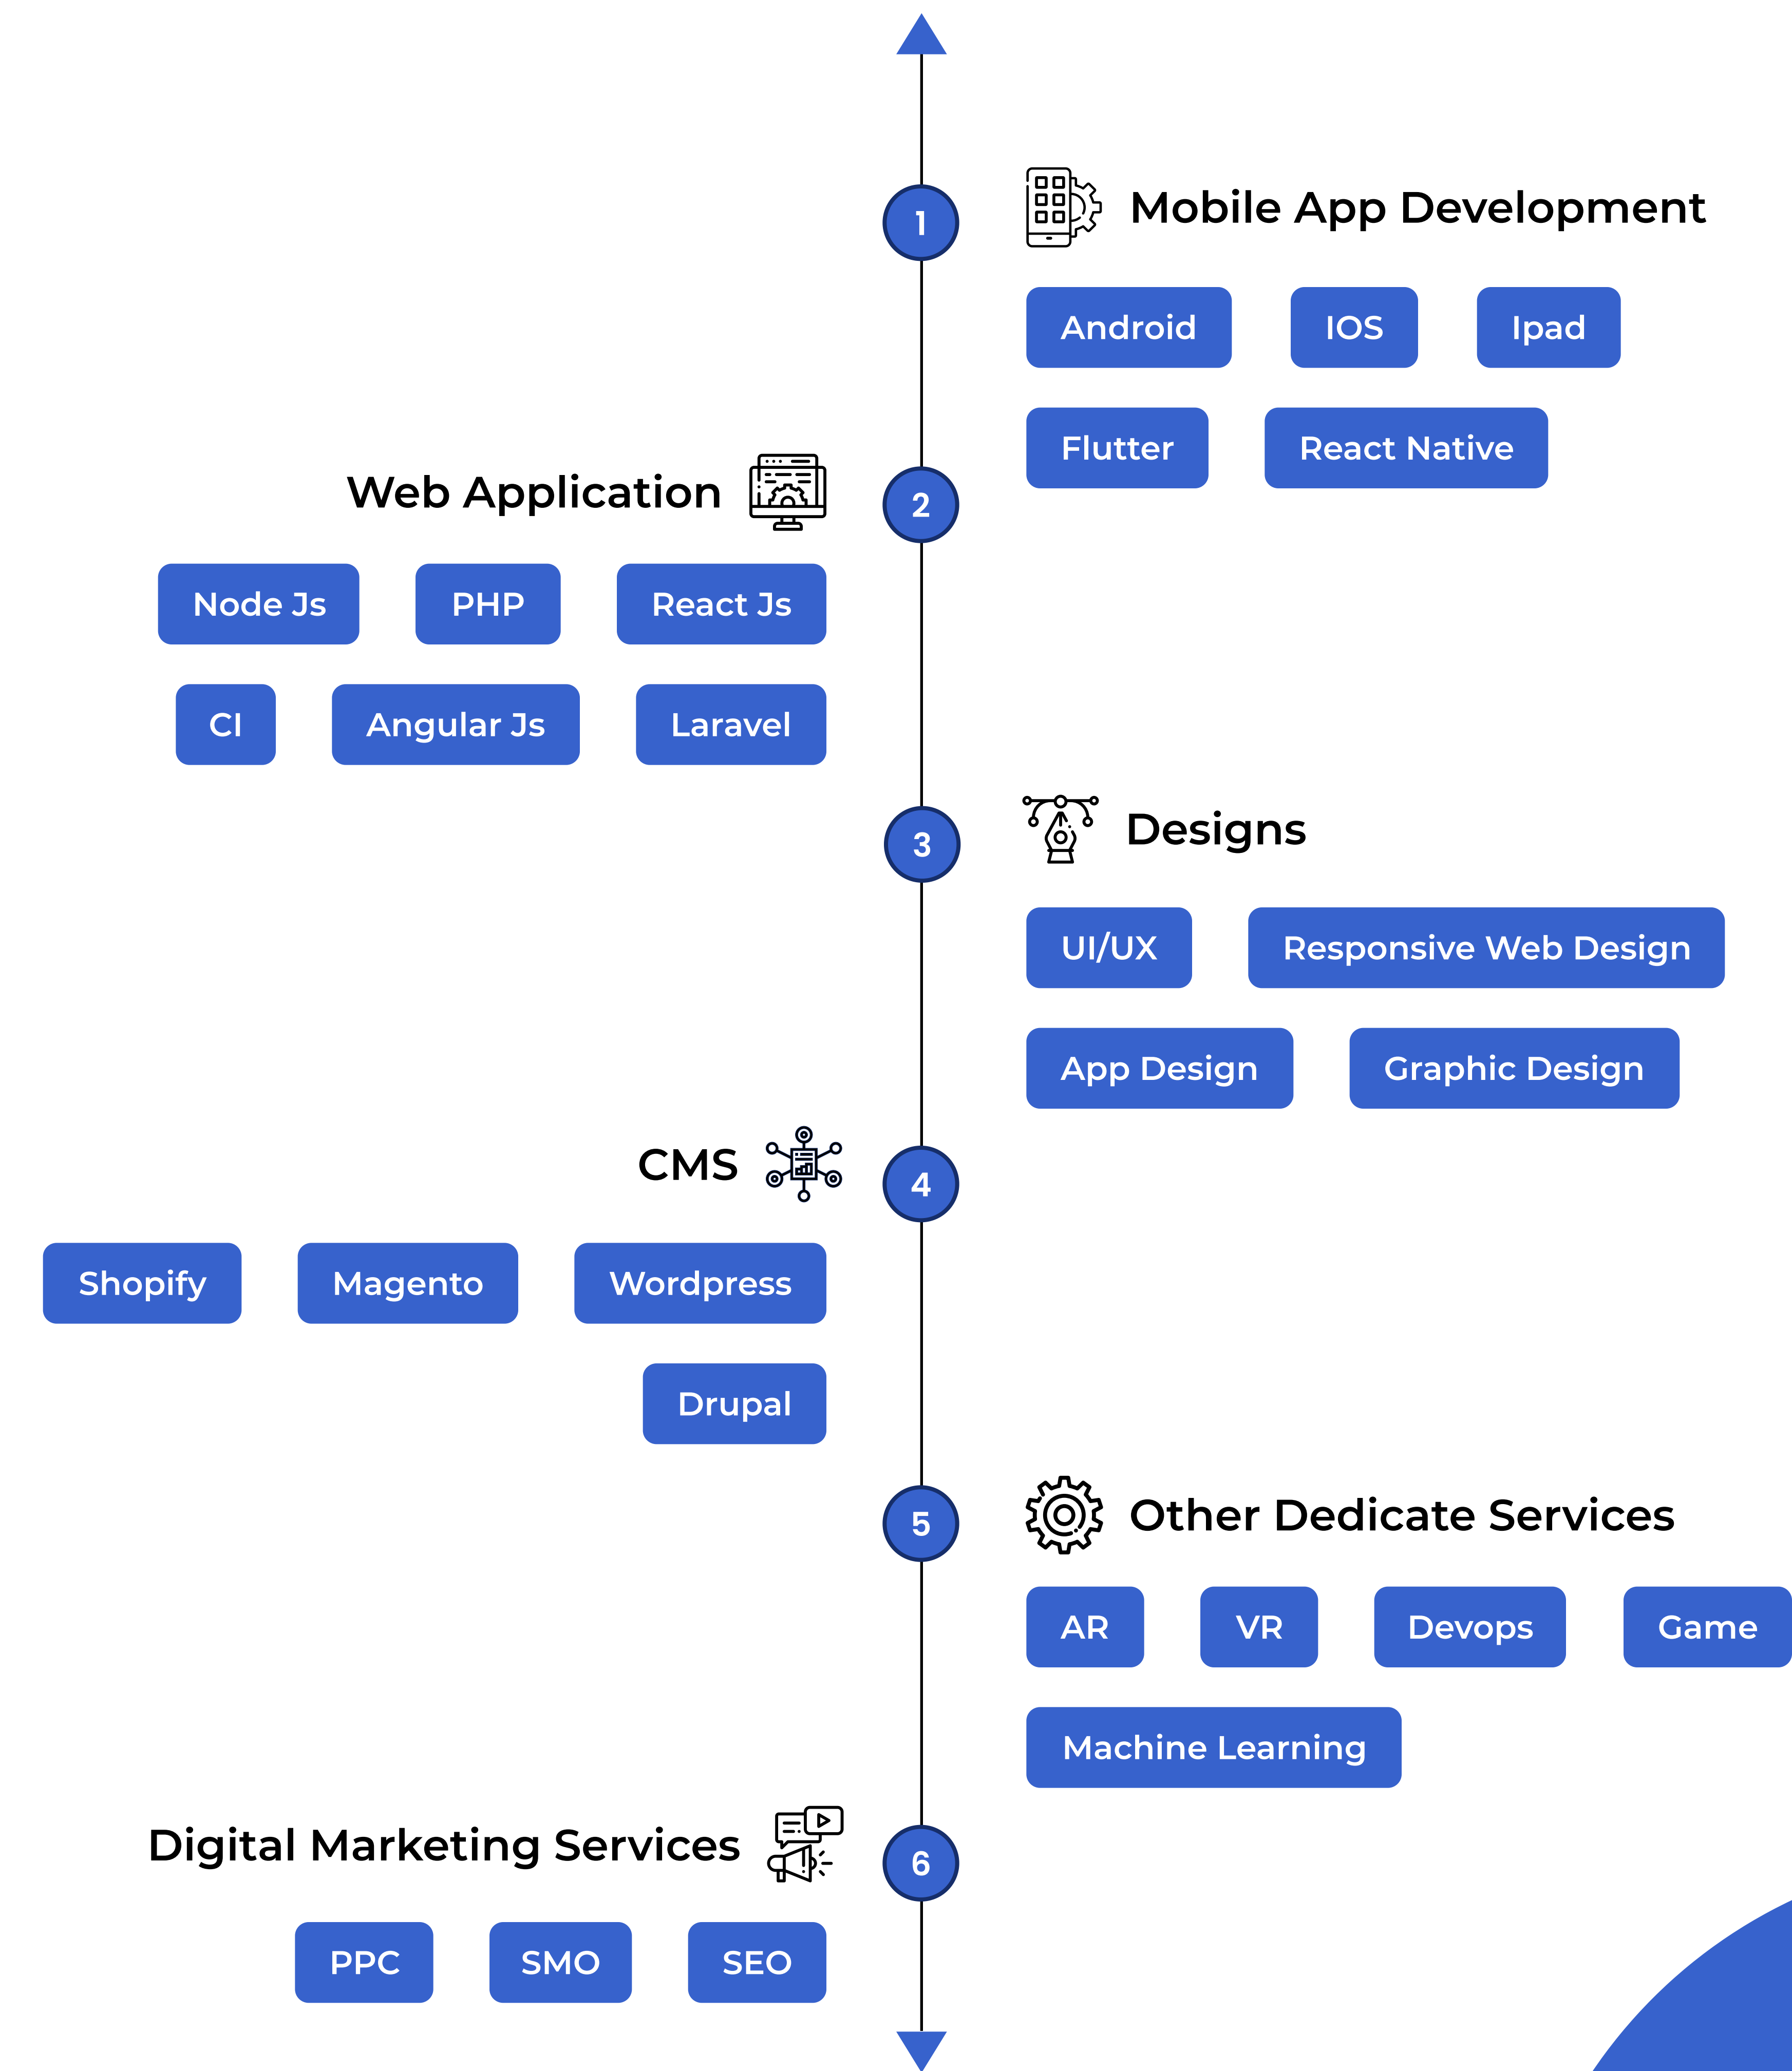 1
Mobile App Development
Android
IOS
Ipad
Flutter
React Native
2
Web Application
Node Js
PHP
React Js
CI
Angular Js
Laravel
3
Designs
UI/UX
Responsive Web Design
App Design
Graphic Design
4
CMS
Shopify
Magento
Wordpress
Drupal
5
Other Dedicate Services
AR
VR
Devops
Game
Machine Learning
6
Digital Marketing Services
PPC
SMO
SEO